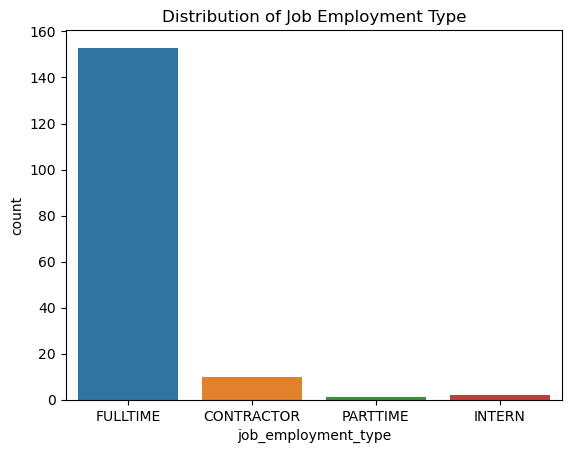 Distribution of Job Employment Type
160
140
120
100
80
60
40
20
0
count
FULLTIME CONTRACTOR PARTTIME INTERN
job_employment_type